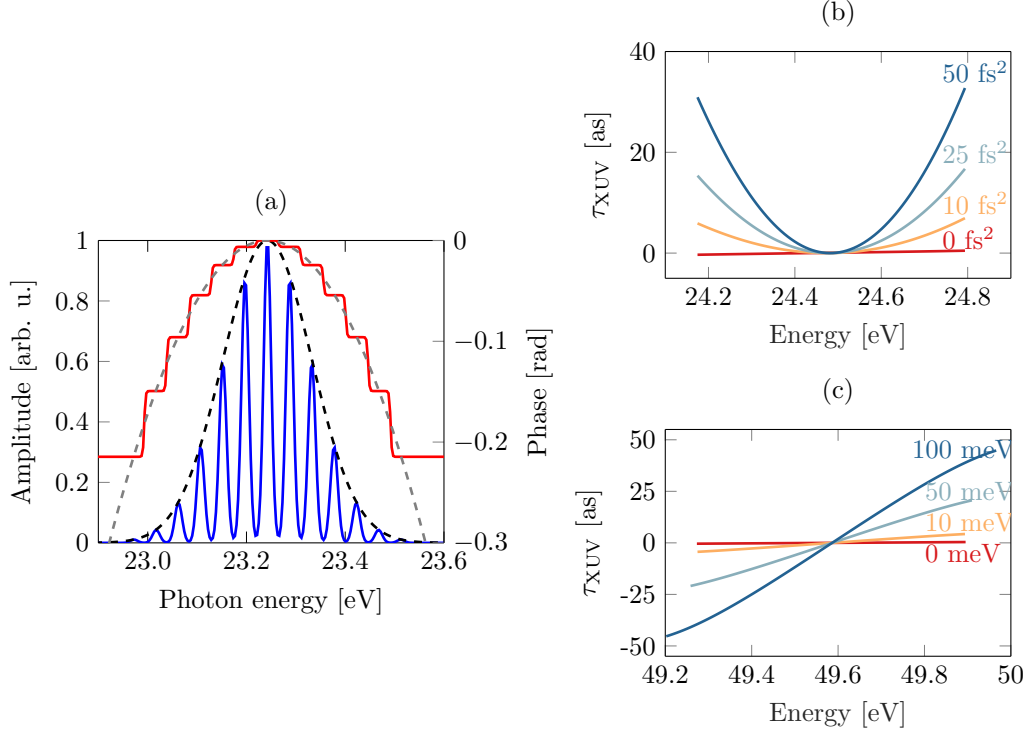 (a)
1
0.8
0.6
0.4
0.2
0
Amplitude [arb. u.]
0
−0.1
−0.2
−0.3
Phase [rad]
23.0
23.2
23.4
23.6
Photon energy [eV]
(b)
40
20
0
τXUV [as]
50 fs²
25 fs²
10 fs²
0 fs²
24.2
24.4
24.6
24.8
Energy [eV]
(c)
50
25
0
-25
-50
τXUV [as]
100 meV
50 meV
10 meV
0 meV
49.2
49.4
49.6
49.8
50
Energy [eV]